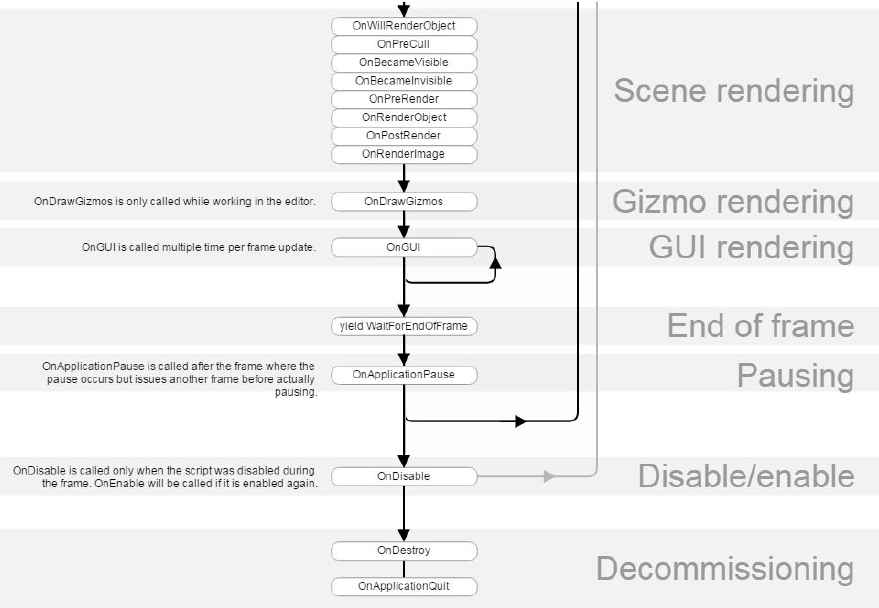 OnWillRenderObject
OnPreCull
OnBecameVisible
OnBecameInvisible
OnPreRender
OnRenderObject
OnPostRender
OnRenderImage
Scene rendering
OnDrawGizmos is only called while working in the editor.
OnDrawGizmos
Gizmo rendering
OnGUI is called multiple time per frame update.
OnGUI
GUI rendering
yield WaitForEndOfFrame
End of frame
OnApplicationPause is called after the frame where the
pause occurs but issues another frame before actually
pausing.
OnApplicationPause
Pausing
OnDisable is called only when the script was disabled during
the frame. OnEnable will be called if it is enabled again.
OnDisable
Disable/enable
OnDestroy
OnApplicationQuit
Decommissioning